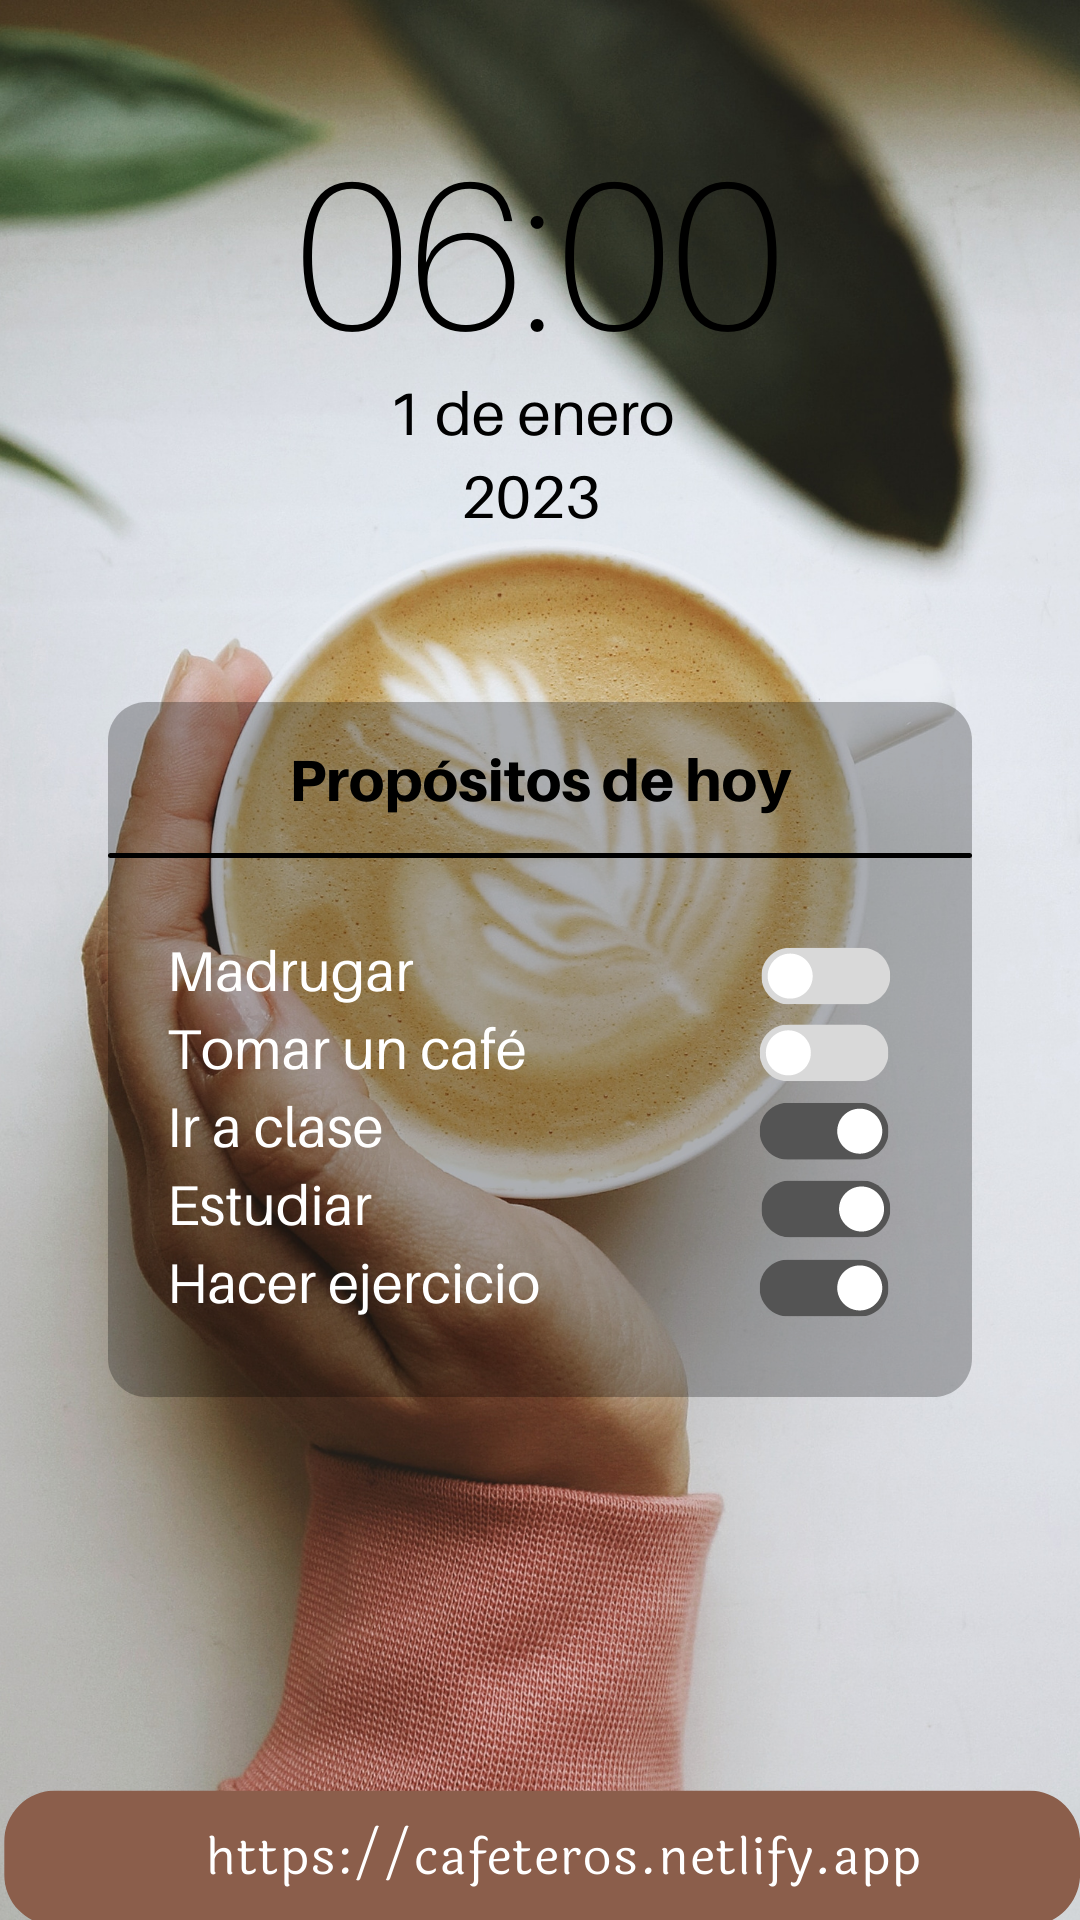 06:00
1 de enero
2023
Propósitos de hoy
Madrugar
Tomar un café
Ir a clase
Estudiar
Hacer ejercicio
https://cafeteros.netlify.app